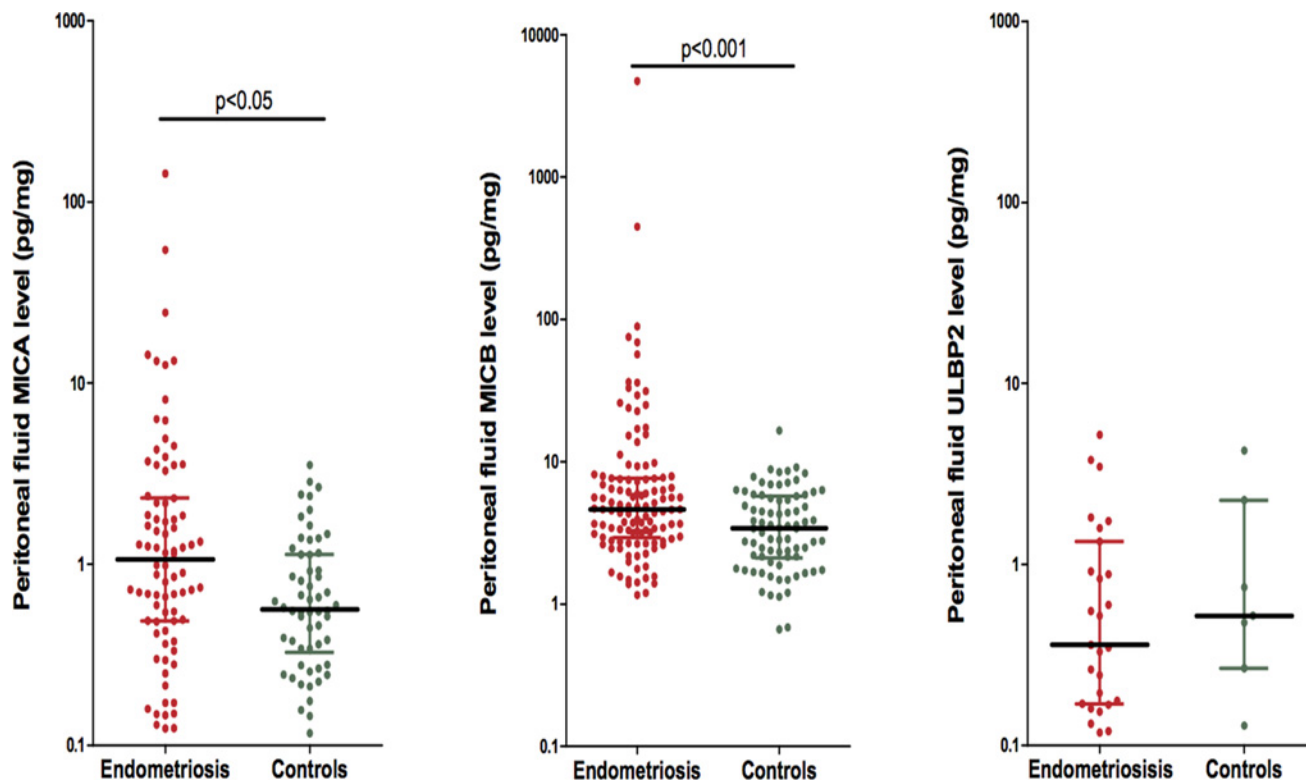 Peritoneal fluid MICA level (pg/mg)
1000
100
10
1
0.1
p<0.05
Endometriosis
Controls
Peritoneal fluid MICB level (pg/mg)
10000
1000
100
10
1
0.1
p<0.001
Endometriosis
Controls
Peritoneal fluid ULBP2 level (pg/mg)
1000
100
10
1
0.1
Endometriosisis
Controls